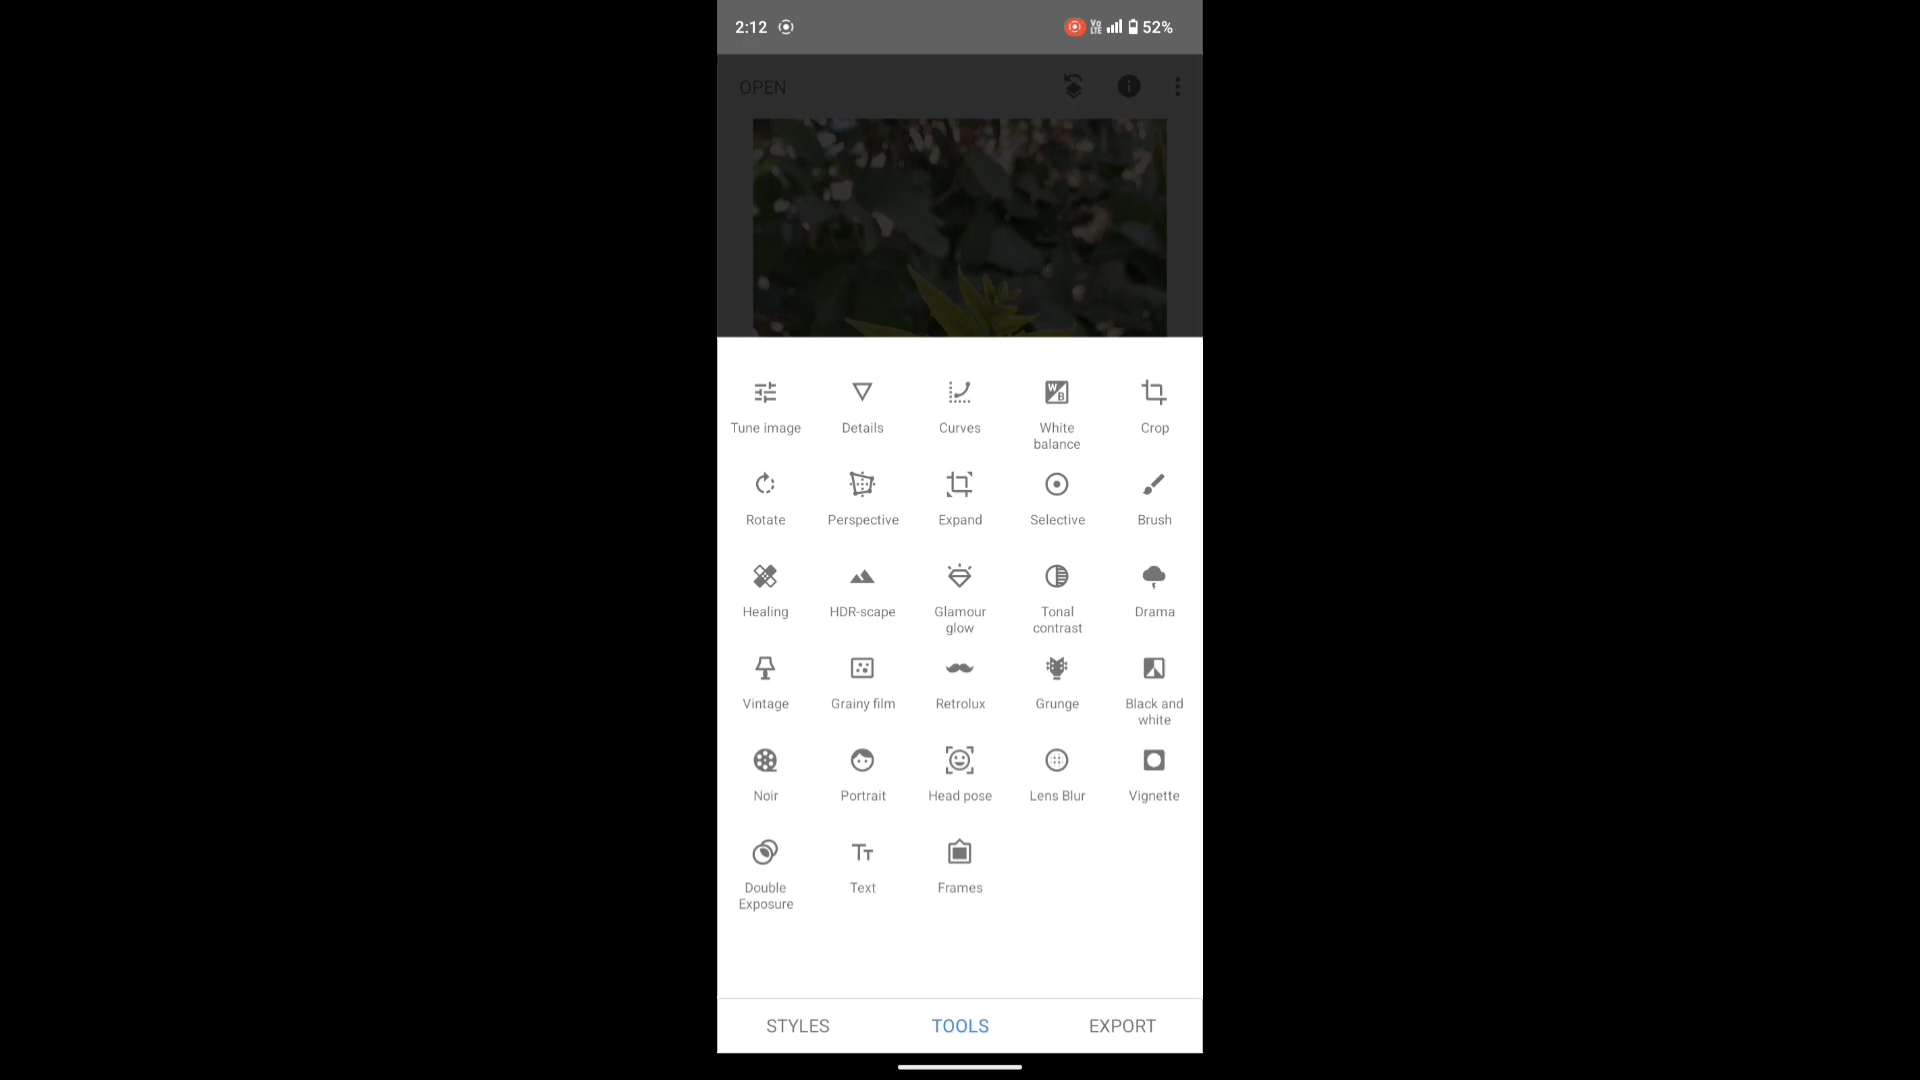 2:12 Vo LTE 52%
OPEN
Tune image Details Curves White balance Crop
Rotate Perspective Expand Selective Brush
Healing HDR-scape Glamour glow Tonal contrast Drama
Vintage Grainy film Retrolux Grunge Black and white
Noir Portrait Head pose Lens Blur Vignette
Double Exposure Text Frames
STYLES TOOLS EXPORT